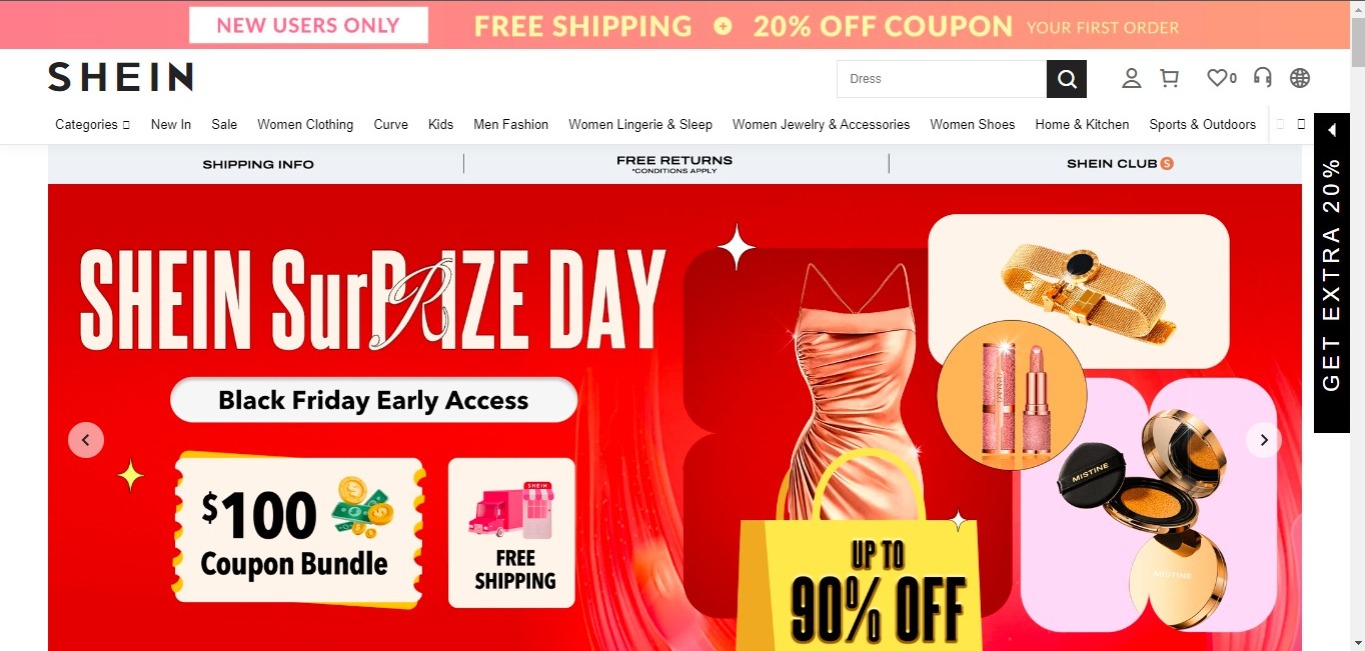 NEW USERS ONLY FREE SHIPPING + 20% OFF COUPON YOUR FIRST ORDER
SHEIN
Dress
0
Categories New In Sale Women Clothing Curve Kids Men Fashion Women Lingerie & Sleep Women Jewelry & Accessories Women Shoes Home & Kitchen Sports & Outdoors
SHIPPING INFO
FREE RETURNS
*CONDITIONS APPLY
SHEIN CLUB S
GET EXTRA 20%
SHEIN SurPRIZE DAY
Black Friday Early Access
$100
Coupon Bundle
SHEIN
FREE
SHIPPING
MISTINE
MISTINE
UP TO
90% OFF